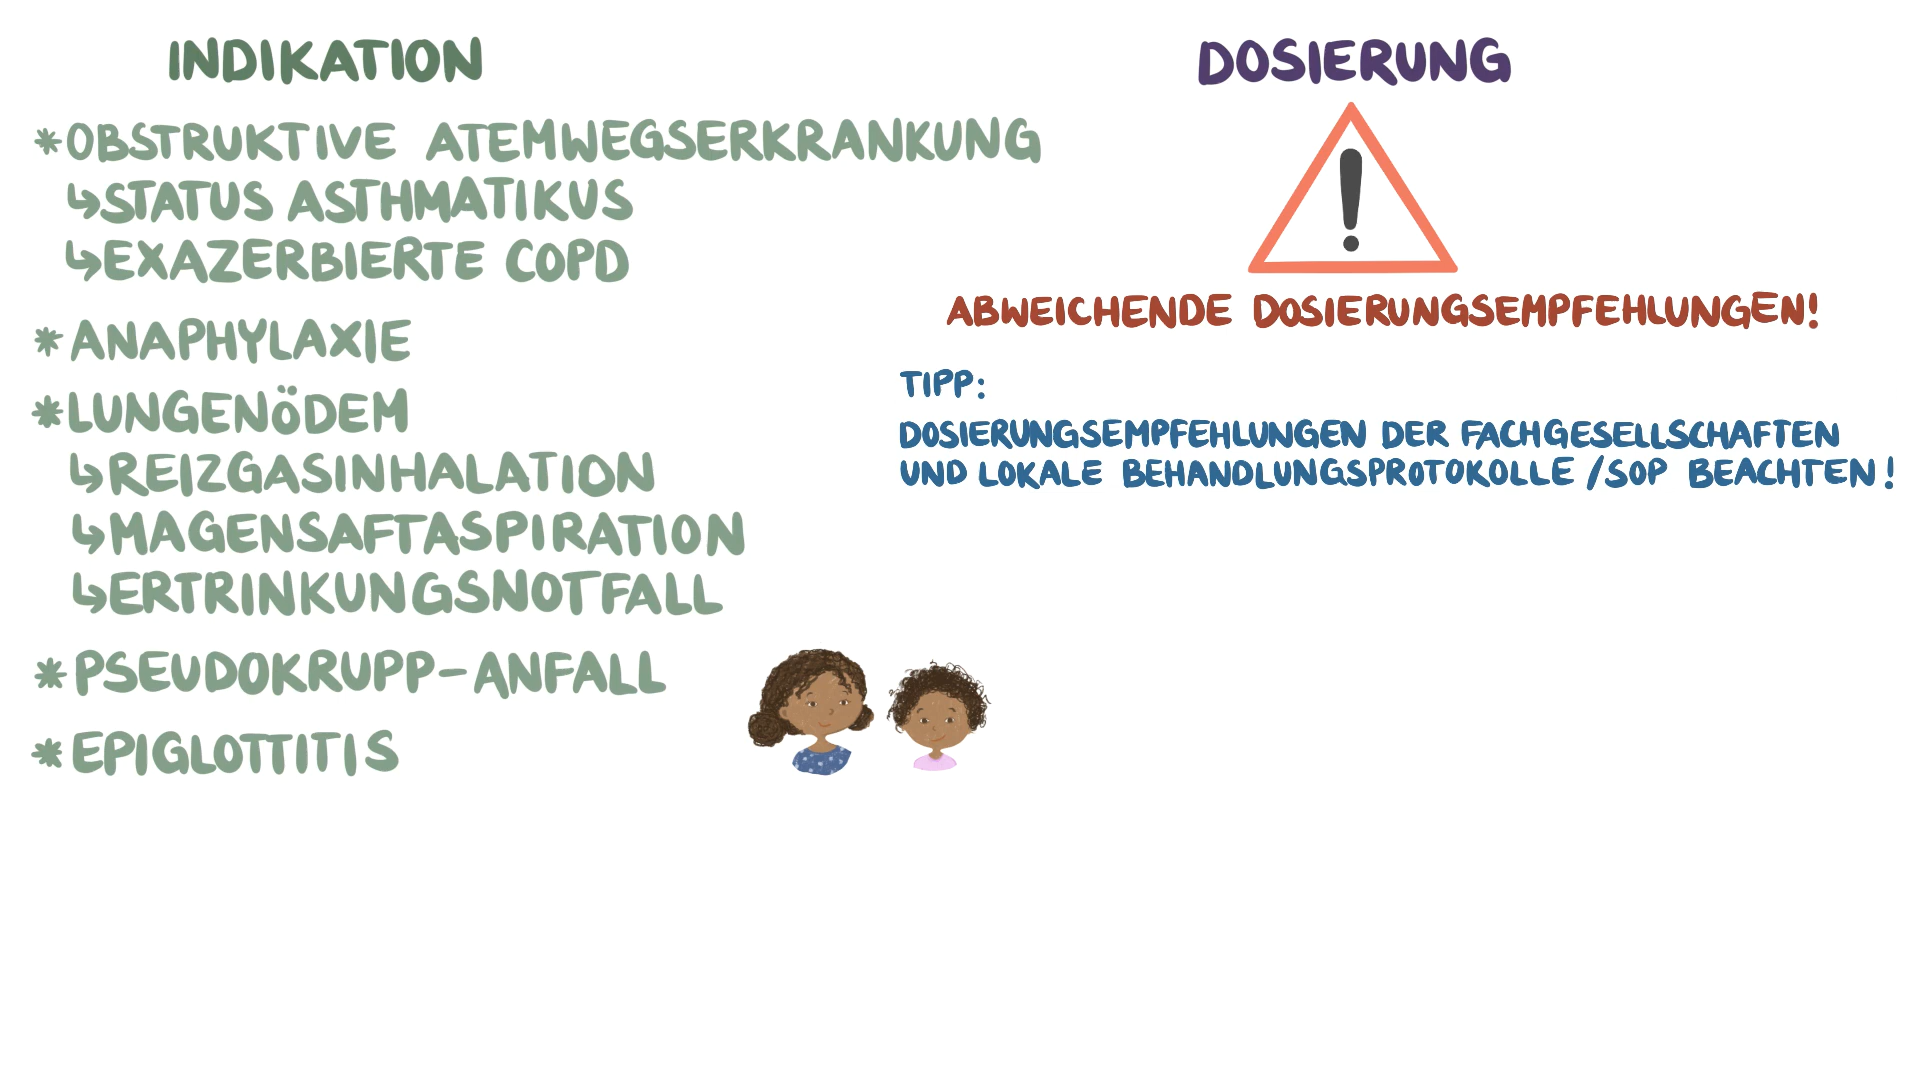 INDIKATION
*OBSTRUKTIVE ATEMWEGSERKRANKUNG
↳STATUS ASTHMATIKUS
↳EXAZERBIERTE COPD
*ANAPHYLAXIE
*LUNGENÖDEM
↳REIZGASINHALATION
↳MAGENSAFTASPIRATION
↳ERTRINKUNGSNOTFALL
*PSEUDOKRUPP-ANFALL
*EPIGLOTTITIS
DOSIERUNG
!
ABWEICHENDE DOSIERUNGSEMPFEHLUNGEN!
TIPP:
DOSIERUNGSEMPFEHLUNGEN DER FACHGESELLSCHAFTEN
UND LOKALE BEHANDLUNGSPROTOKOLLE /SOP BEACHTEN!